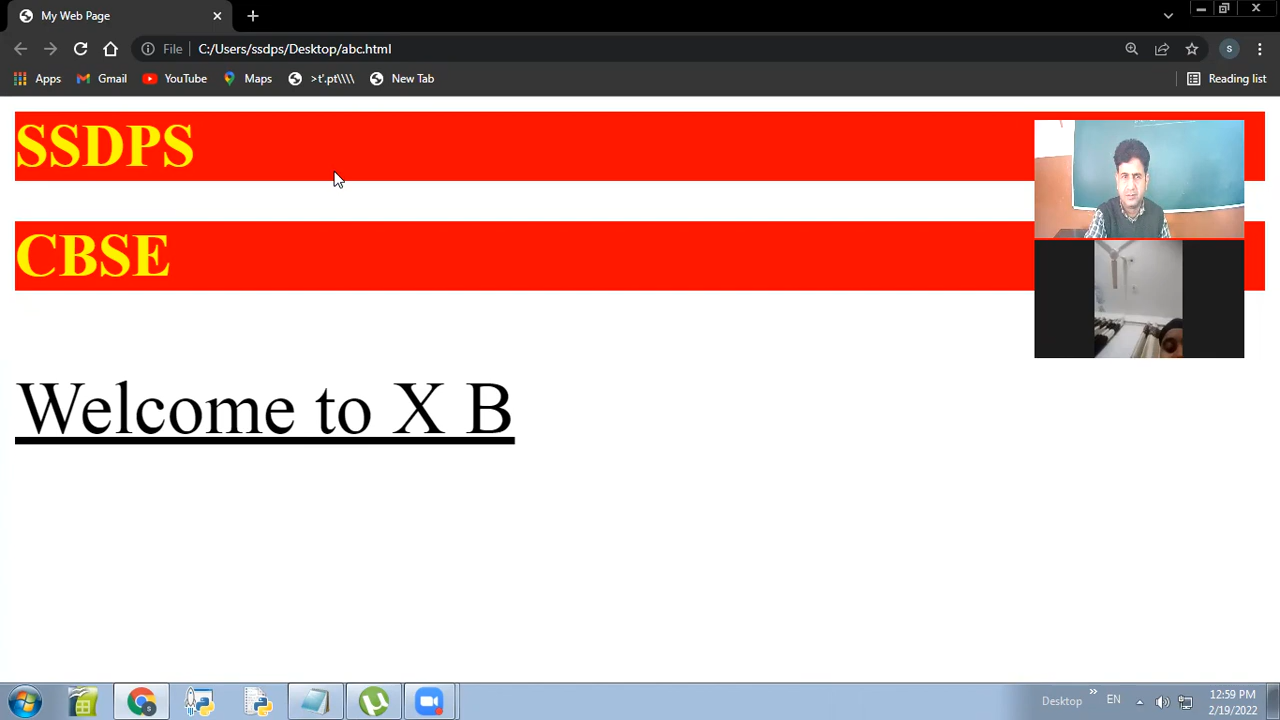 My Web Page
File
C:/Users/ssdps/Desktop/abc.html
s
Apps
Gmail
YouTube
Maps
>t'.pt\\\\
New Tab
Reading list
SSDPS
CBSE
Welcome to X B
Desktop
EN
12:59 PM
2/19/2022